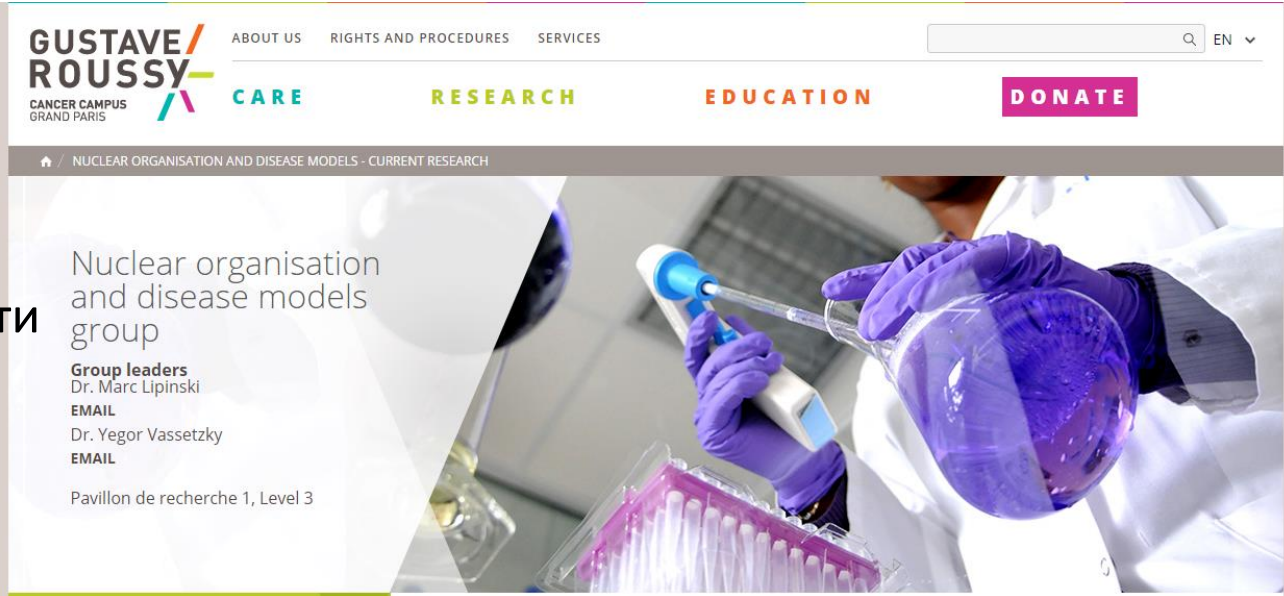 GUSTAVE
ROUSSY
CANCER CAMPUS
GRAND PARIS
ABOUT US RIGHTS AND PROCEDURES SERVICES
EN
CARE RESEARCH EDUCATION DONATE
/ NUCLEAR ORGANISATION AND DISEASE MODELS - CURRENT RESEARCH
Nuclear organisation
and disease models
group
ти
Group leaders
Dr. Marc Lipinski
EMAIL
Dr. Yegor Vassetzky
EMAIL
Pavillon de recherche 1, Level 3